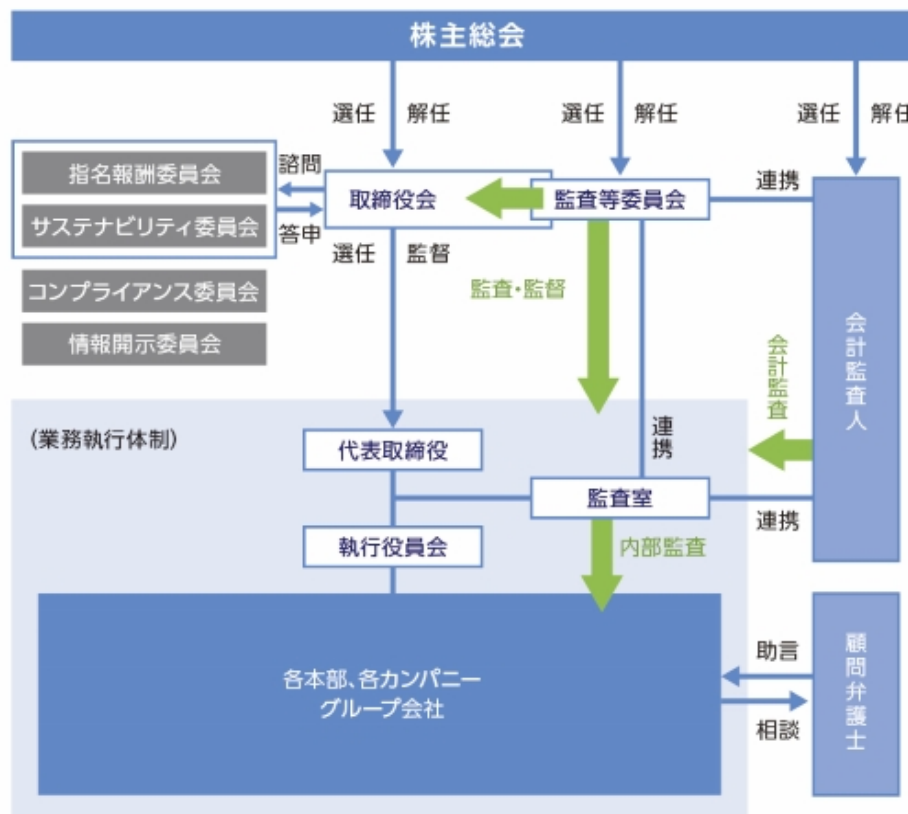 株主総会
選任 解任
選任 解任
選任 解任
指名報酬委員会
サステナビリティ委員会
コンプライアンス委員会
情報開示委員会
諮問
答申
取締役会
監査等委員会
連携
選任 監督
監査・監督
会計監査人
会計監査
(業務執行体制)
代表取締役
連携
監査室
連携
執行役員会
内部監査
各本部、各カンパニー
グループ会社
助言
相談
顧問弁護士